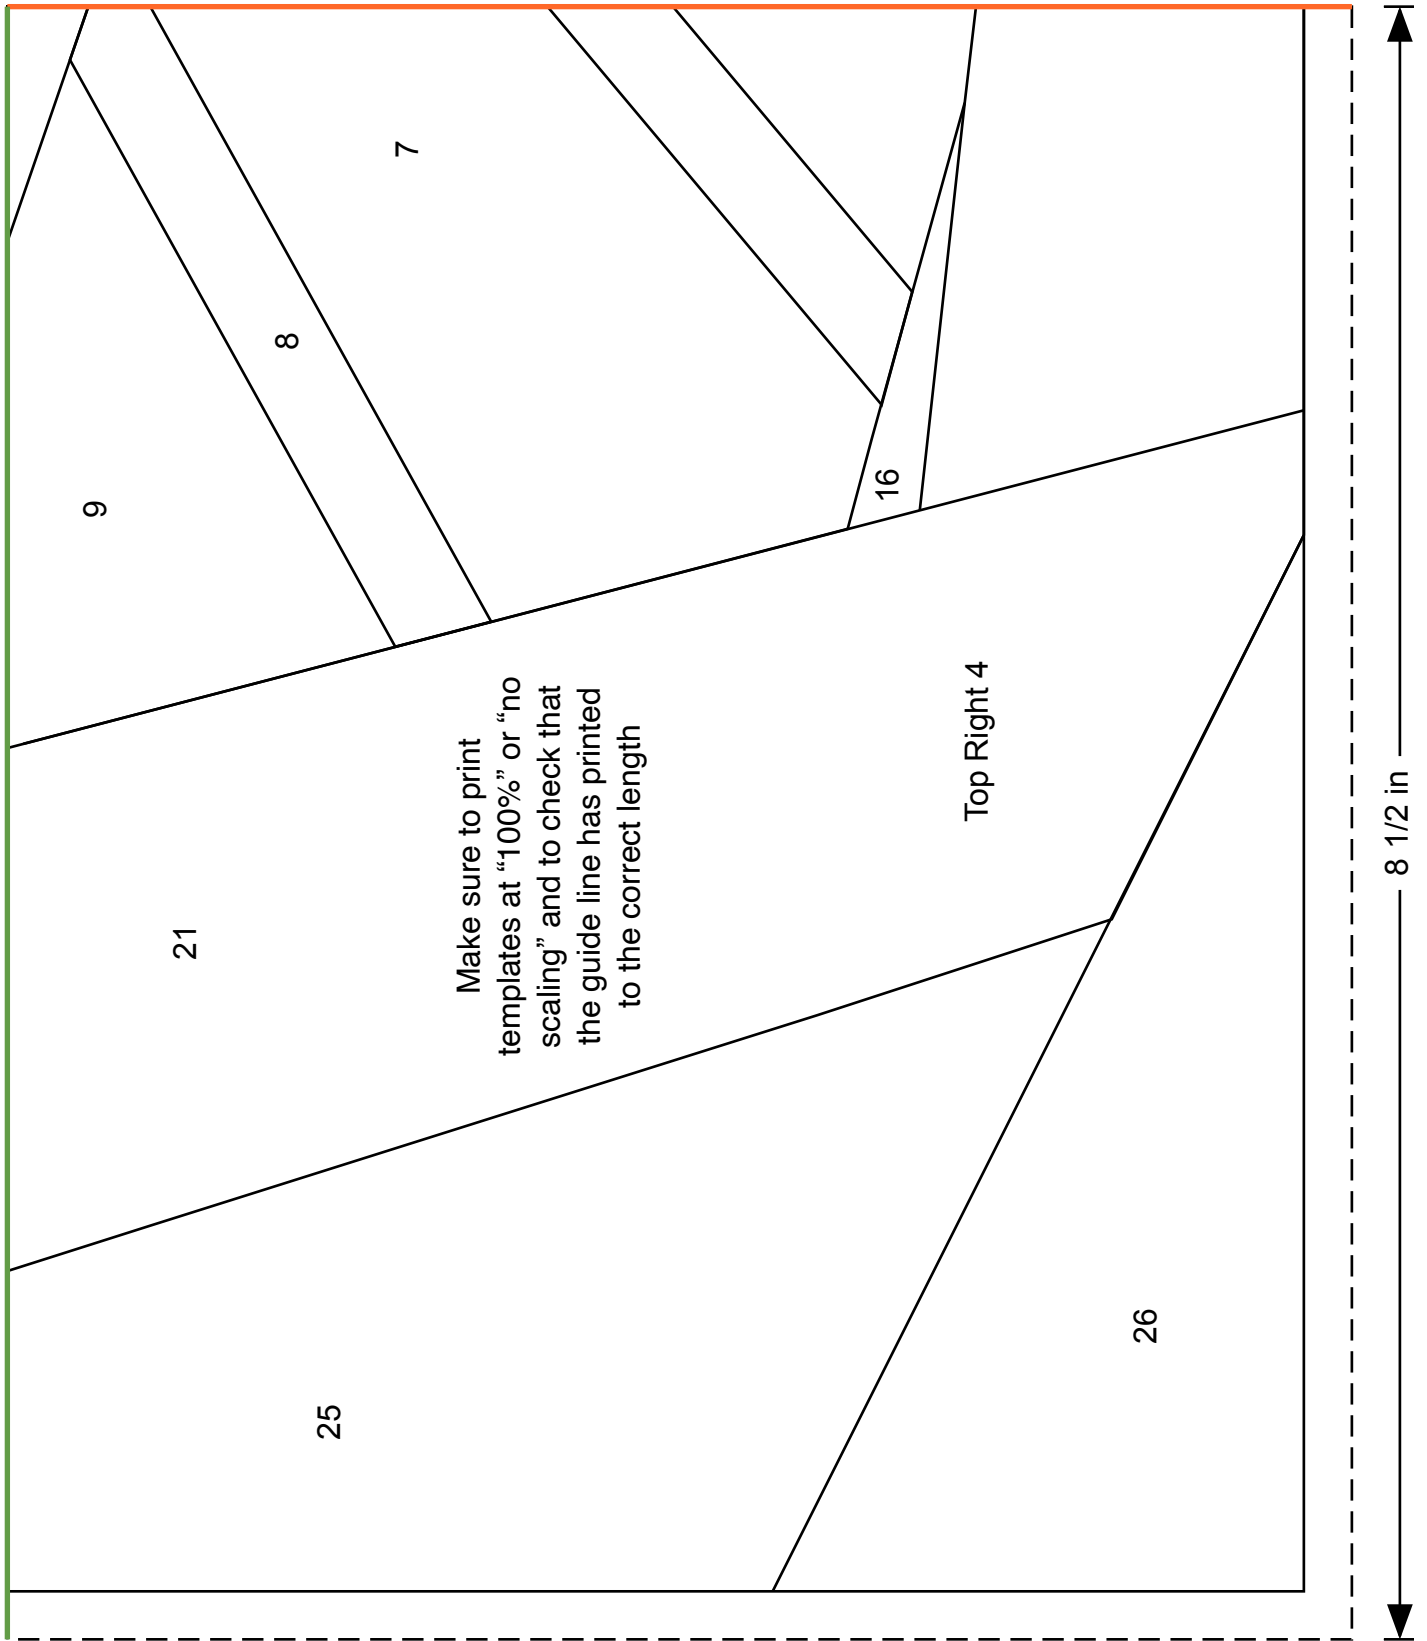 7
8
9
16
21
Make sure to print
templates at “100%” or “no
scaling” and to check that
the guide line has printed
to the correct length
Top Right 4
25
26
8 1/2 in